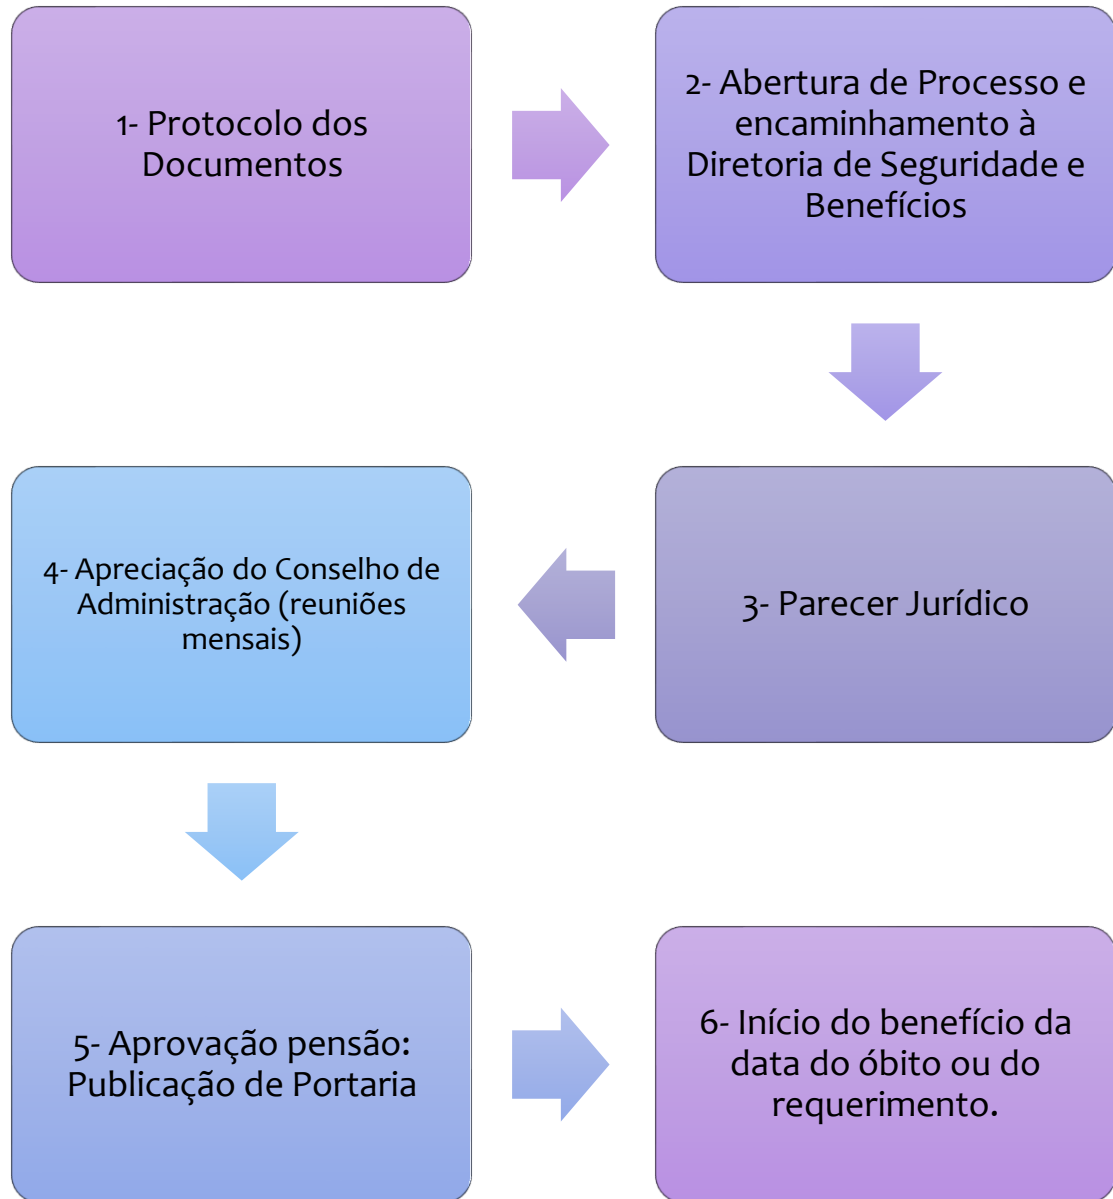 1- Protocolo dos
Documentos
2- Abertura de Processo e
encaminhamento à
Diretoria de Seguridade e
Benefícios
3- Parecer Jurídico
4- Apreciação do Conselho de
Administração (reuniões
mensais)
5- Aprovação pensão:
Publicação de Portaria
6- Início do benefício da
data do óbito ou do
requerimento.